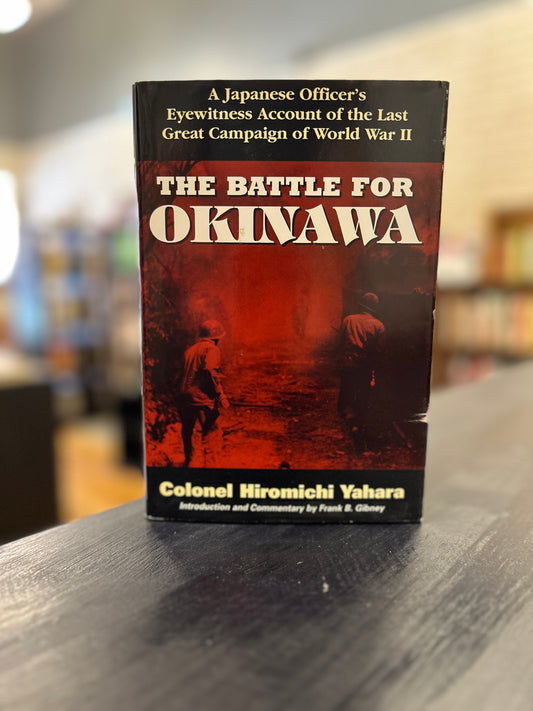 A Japanese Officer's
Eyewitness Account of the Last
Great Campaign of World War II
THE BATTLE FOR
OKINAWA
Colonel Hiromichi Yahara
Introduction and Commentary by Frank B. Gibney